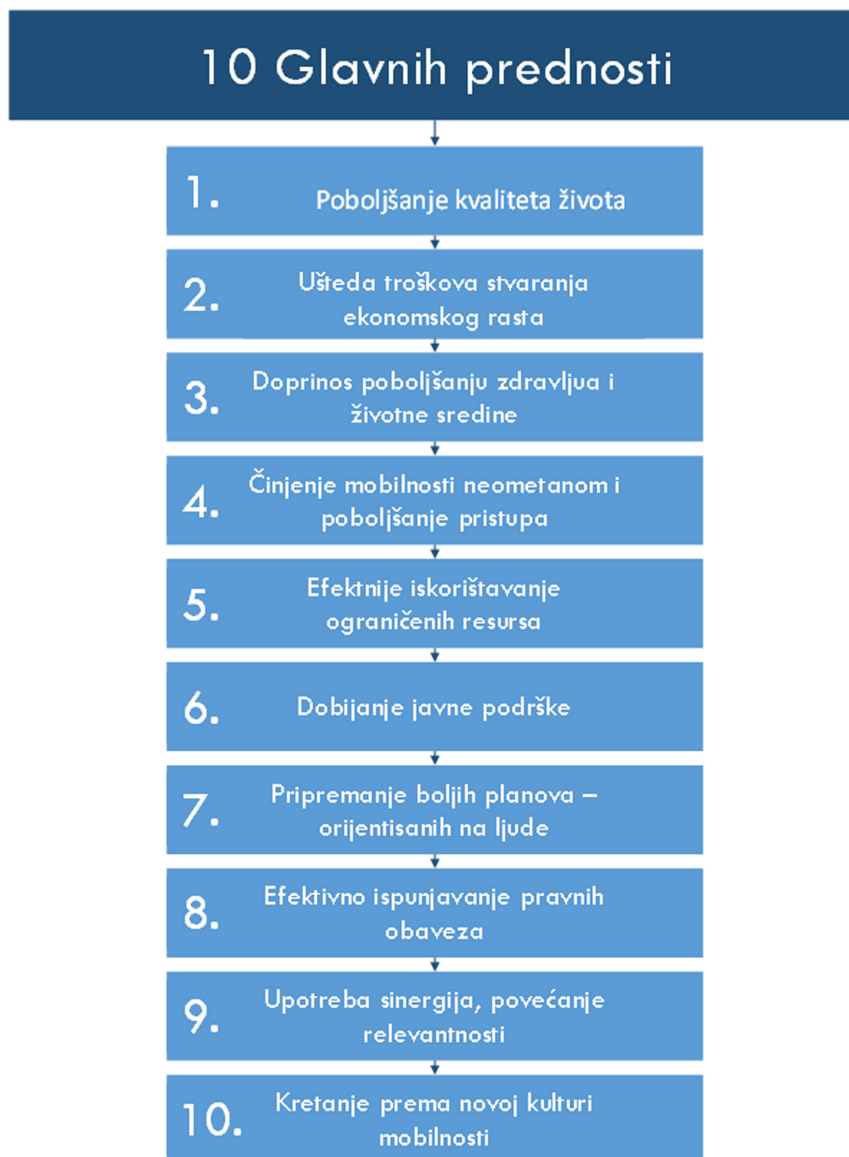 10 Glavnih prednosti
1.
Poboljšanje kvaliteta života
2.
Ušteda troškova stvaranja
ekonomskog rasta
3.
Doprinos poboljšanju zdravljua i
životne sredine
4.
Činjenje mobilnosti neometanom i
poboljšanje pristupa
5.
Efektnije iskorištavanje
ograničenih resursa
6.
Dobijanje javne podrške
7.
Pripremanje boljih planova –
orijentisanih na ljude
8.
Efektivno ispunjavanje pravnih
obaveza
9.
Upotreba sinergija, povećanje
relevantnosti
10.
Kretanje prema novoj kulturi
mobilnosti